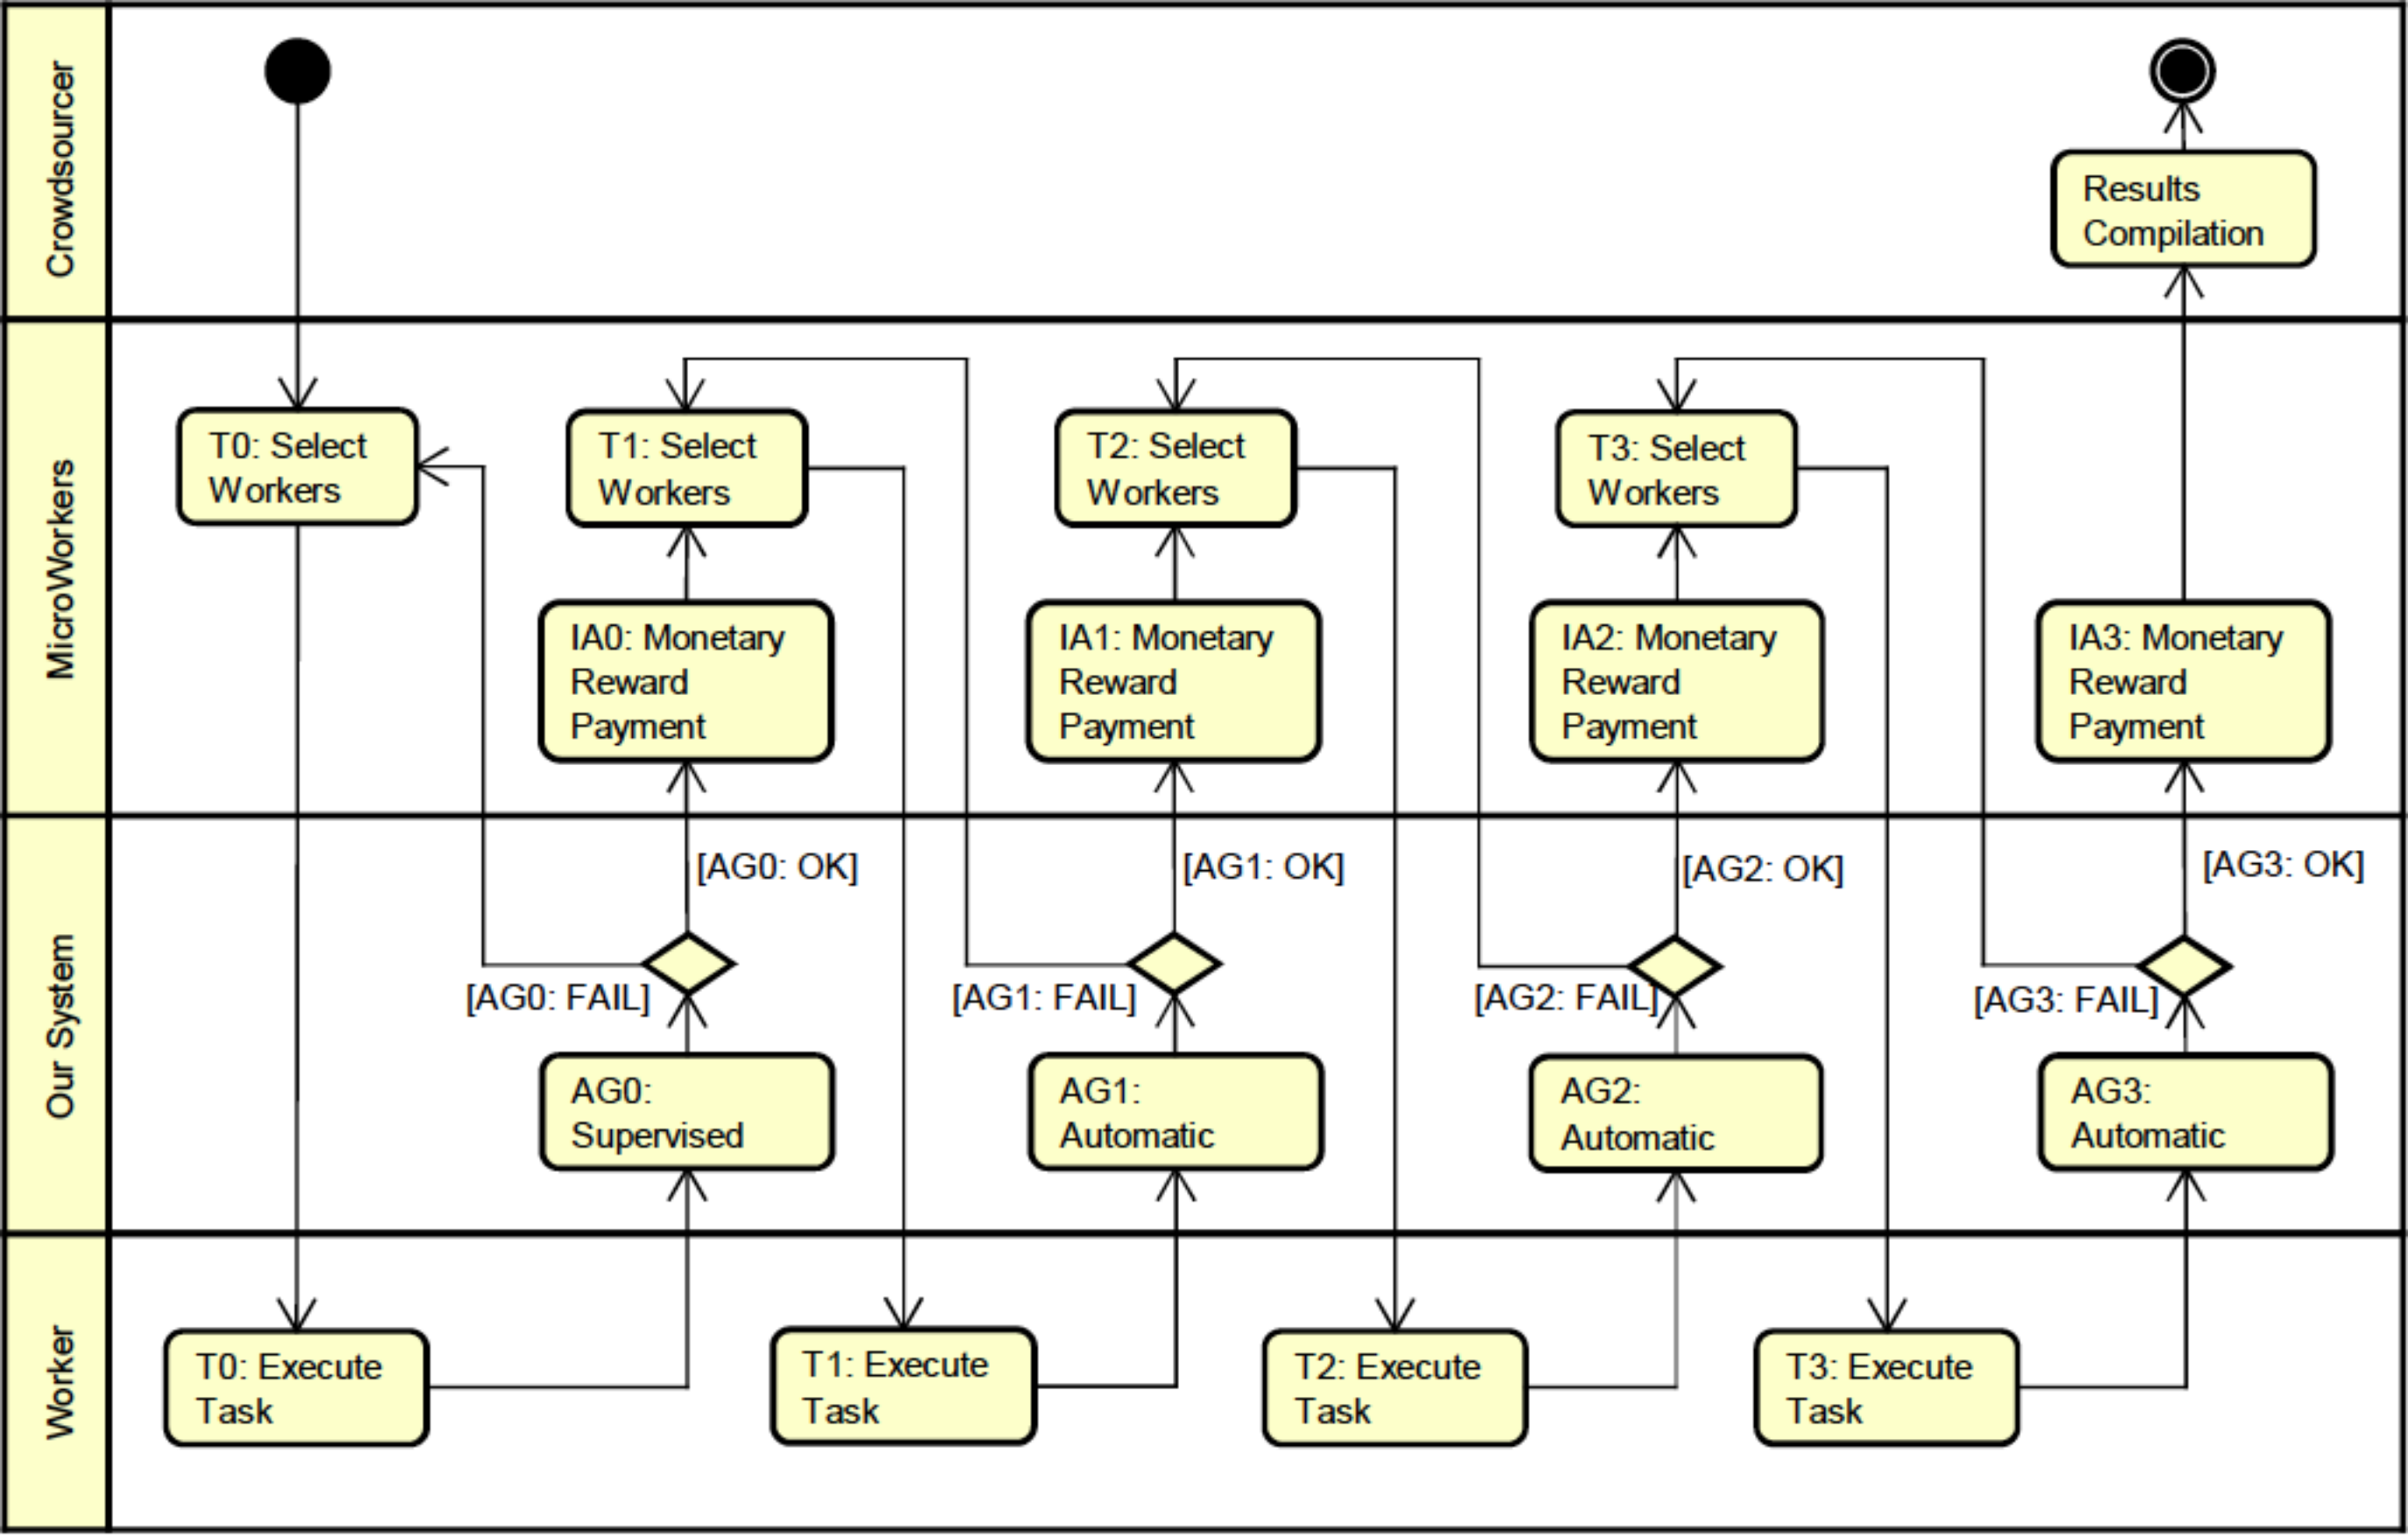 Crowdsourcer
Results
Compilation
MicroWorkers
T0: Select
Workers
T1: Select
Workers
T2: Select
Workers
T3: Select
Workers
IA0: Monetary
Reward
Payment
IA1: Monetary
Reward
Payment
IA2: Monetary
Reward
Payment
IA3: Monetary
Reward
Payment
Our System
[AG0: OK]
[AG1: OK]
[AG2: OK]
[AG3: OK]
[AG0: FAIL]
[AG1: FAIL]
[AG2: FAIL]
[AG3: FAIL]
AG0:
Supervised
AG1:
Automatic
AG2:
Automatic
AG3:
Automatic
Worker
T0: Execute
Task
T1: Execute
Task
T2: Execute
Task
T3: Execute
Task